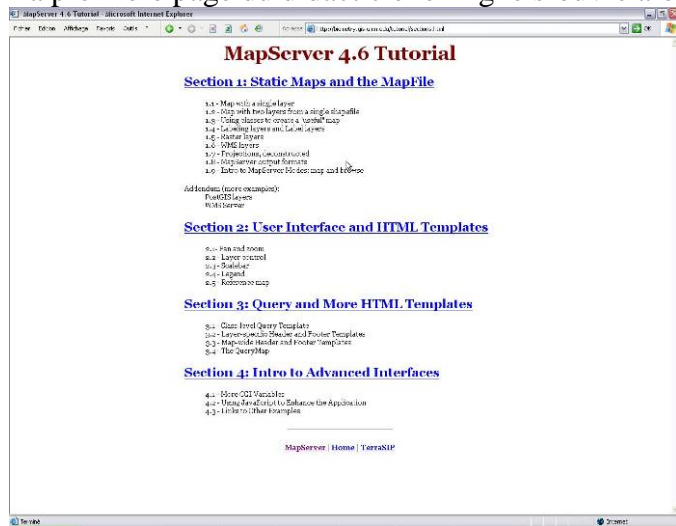 MapServer 4.6 Tutorial - Microsoft Internet Explorer
Fichier Edition Affichage Favoris Outils ?
MapServer 4.6 Tutorial
Section 1: Static Maps and the MapFile
1.1 - Map with a single layer
1.2 - Map with two layers from a single shapefile
1.3 - Using classes to create a "useful" map
1.4 - Labeling layers and Label layers
1.5 - Raster layers
1.6 - WMS layers
1.7 - Projections, deconstructed
1.8 - MapServer output formats
1.9 - Intro to MapServer Modes: map and browse
Addendum (more examples):
PostGIS layers
WMS Server
Section 2: User Interface and HTML Templates
2.1- Pan and zoom
2.2 - Layer control
2.3 - Scalebar
2.4 - Legend
2.5 - Reference map
Section 3: Query and More HTML Templates
3.1 - Class level Query Template
3.2 - Layer-specific Header and Footer Templates
3.3 - Map-wide Header and Footer Templates
3.4 - The QueryMap
Section 4: Intro to Advanced Interfaces
4.1 - More CGI Variables
4.2 - Using JavaScript to Enhance the Application
4.3 - Links to Other Examples
MapServer | Home | TerraSIP
Terminé
Internet